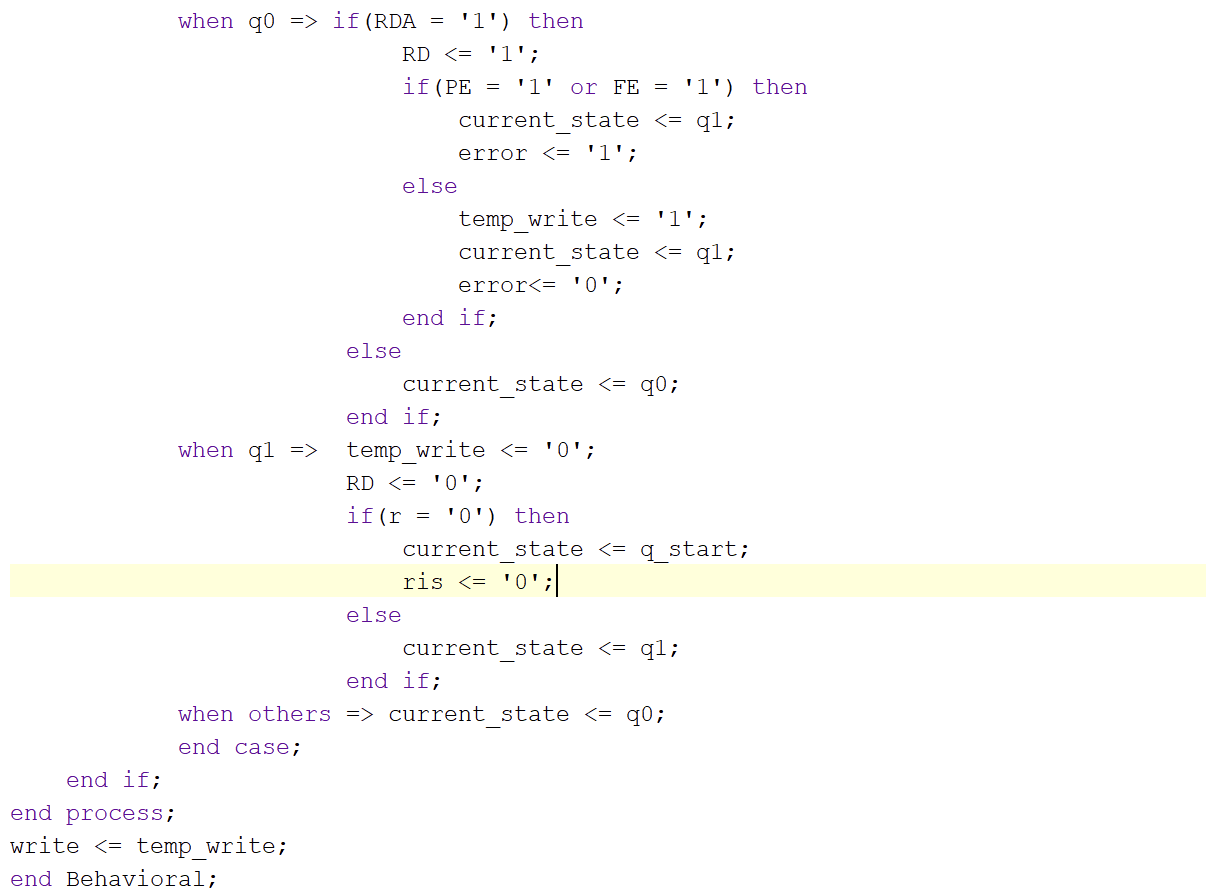 when q0 => if(RDA = '1') then
RD <= '1';
if(PE = '1' or FE = '1') then
current_state <= q1;
error <= '1';
else
temp_write <= '1';
current_state <= q1;
error<= '0';
end if;
else
current_state <= q0;
end if;
when q1 => temp_write <= '0';
RD <= '0';
if(r = '0') then
current_state <= q_start;
ris <= '0';
else
current_state <= q1;
end if;
when others => current_state <= q0;
end case;
end if;
end process;
write <= temp_write;
end Behavioral;